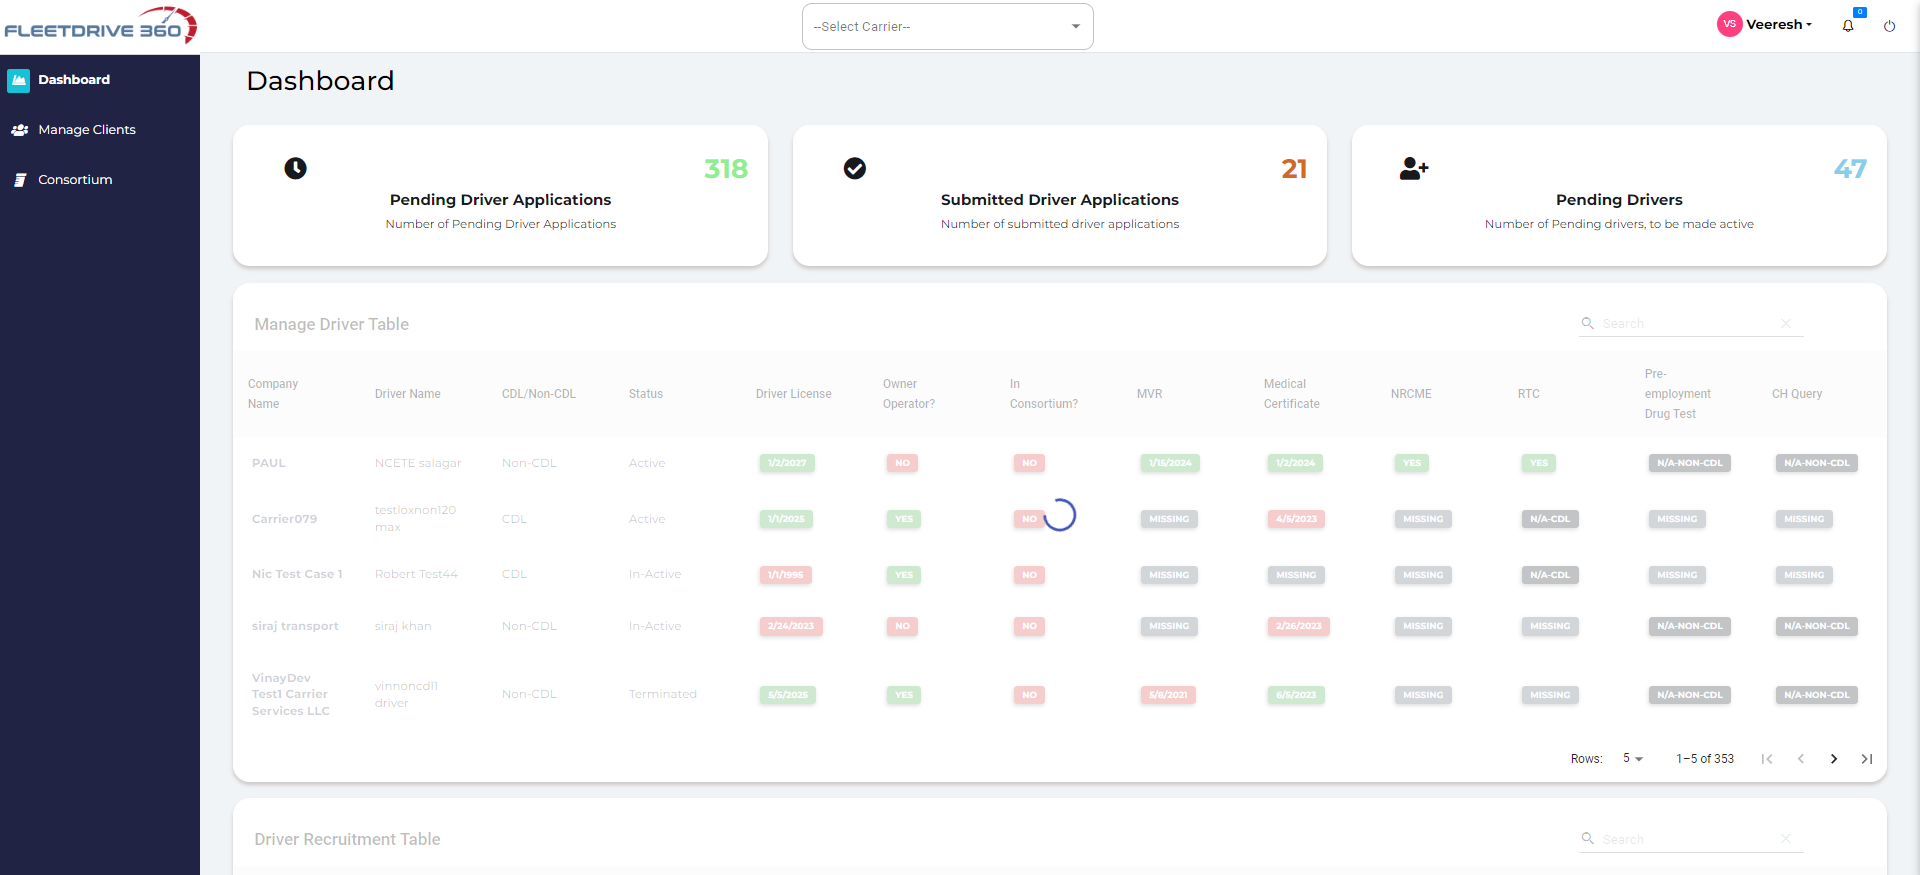 FLEETDRIVE 360
--Select Carrier--
VS
Veeresh
0
Dashboard
Manage Clients
Consortium
Dashboard
318
Pending Driver Applications
Number of Pending Driver Applications
21
Submitted Driver Applications
Number of submitted driver applications
47
Pending Drivers
Number of Pending drivers, to be made active
Manage Driver Table
Search
Company
Name
Driver Name
CDL/Non-CDL
Status
Driver License
Owner
Operator?
In
Consortium?
MVR
Medical
Certificate
NRCME
RTC
Pre-
employment
Drug Test
CH Query
PAUL
NCETE salagar
Non-CDL
Active
1/2/2027
NO
NO
1/15/2024
1/2/2024
YES
YES
N/A-NON-CDL
N/A-NON-CDL
Carrier079
testloxnon120
max
CDL
Active
1/1/2025
YES
NO
MISSING
4/5/2023
MISSING
N/A-CDL
MISSING
MISSING
Nic Test Case 1
Robert Test44
CDL
In-Active
1/1/1995
YES
NO
MISSING
MISSING
MISSING
N/A-CDL
MISSING
MISSING
siraj transport
siraj khan
Non-CDL
In-Active
2/24/2023
NO
NO
MISSING
2/26/2023
MISSING
MISSING
N/A-NON-CDL
N/A-NON-CDL
VinayDev
Test1 Carrier
Services LLC
vinnoncdl1
driver
Non-CDL
Terminated
5/5/2025
YES
NO
5/8/2021
6/5/2023
MISSING
MISSING
N/A-NON-CDL
N/A-NON-CDL
Rows: 5 1–5 of 353
Driver Recruitment Table
Search